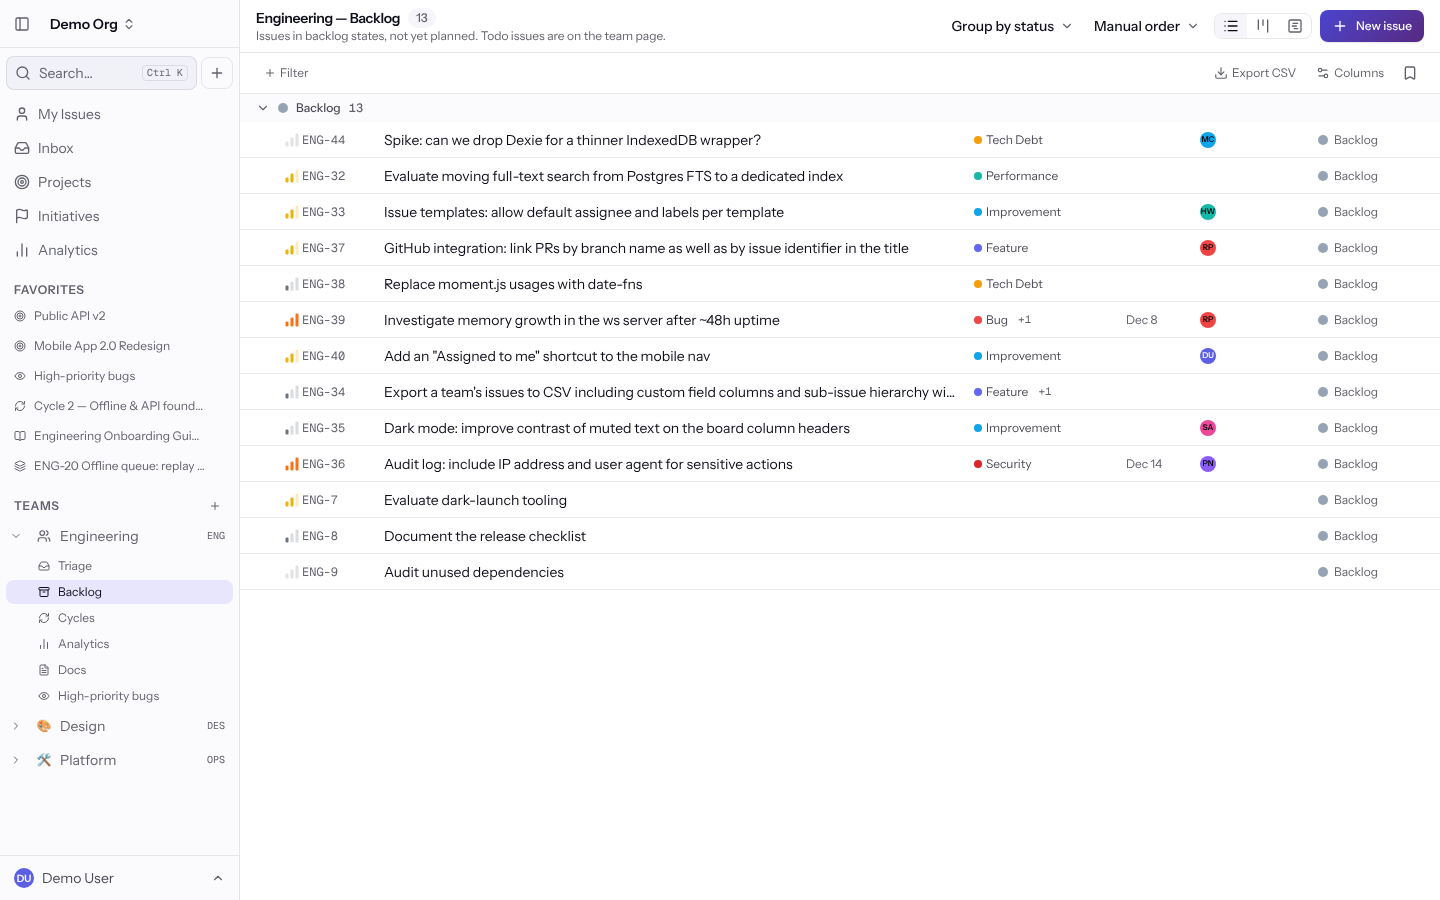 Demo Org
Search...
Ctrl K
My Issues
Inbox
Projects
Initiatives
Analytics
FAVORITES
Public API v2
Mobile App 2.0 Redesign
High-priority bugs
Cycle 2 — Offline & API found...
Engineering Onboarding Gui...
ENG-20 Offline queue: replay ...
TEAMS
Engineering ENG
Triage
Backlog
Cycles
Analytics
Docs
High-priority bugs
Design DES
Platform OPS
DU Demo User
Engineering — Backlog 13
Issues in backlog states, not yet planned. Todo issues are on the team page.
Group by status
Manual order
New issue
Filter
Export CSV
Columns
Backlog 13
ENG-44 Spike: can we drop Dexie for a thinner IndexedDB wrapper? Tech Debt MC Backlog
ENG-32 Evaluate moving full-text search from Postgres FTS to a dedicated index Performance Backlog
ENG-33 Issue templates: allow default assignee and labels per template Improvement HW Backlog
ENG-37 GitHub integration: link PRs by branch name as well as by issue identifier in the title Feature RP Backlog
ENG-38 Replace moment.js usages with date-fns Tech Debt Backlog
ENG-39 Investigate memory growth in the ws server after ~48h uptime Bug +1 Dec 8 RP Backlog
ENG-40 Add an "Assigned to me" shortcut to the mobile nav Improvement DU Backlog
ENG-34 Export a team's issues to CSV including custom field columns and sub-issue hierarchy wi... Feature +1 Backlog
ENG-35 Dark mode: improve contrast of muted text on the board column headers Improvement SA Backlog
ENG-36 Audit log: include IP address and user agent for sensitive actions Security Dec 14 PN Backlog
ENG-7 Evaluate dark-launch tooling Backlog
ENG-8 Document the release checklist Backlog
ENG-9 Audit unused dependencies Backlog